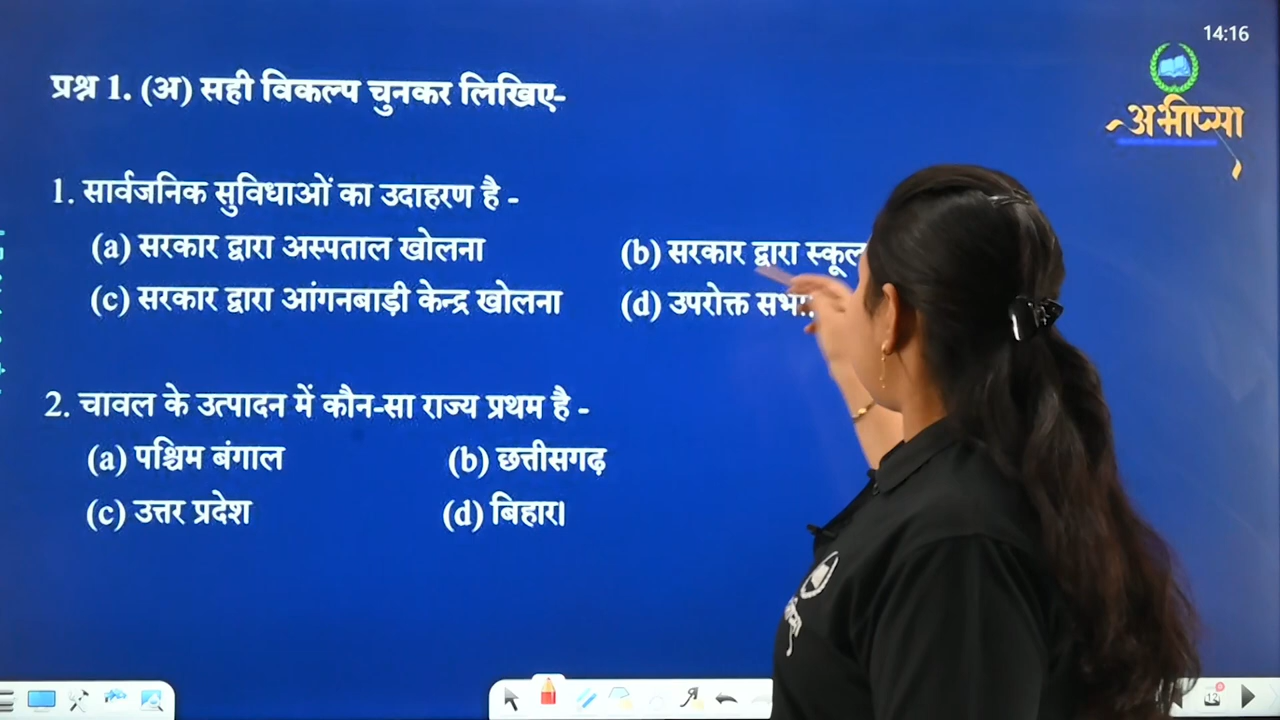 14:16
अभीप्सा
प्रश्न 1. (अ) सही विकल्प चुनकर लिखिए-
1. सार्वजनिक सुविधाओं का उदाहरण है -
(a) सरकार द्वारा अस्पताल खोलना (b) सरकार द्वारा स्कूल
(c) सरकार द्वारा आंगनबाड़ी केन्द्र खोलना (d) उपरोक्त
2. चावल के उत्पादन में कौन-सा राज्य प्रथम है -
(a) पश्चिम बंगाल (b) छत्तीसगढ़
(c) उत्तर प्रदेश (d) बिहार।
12